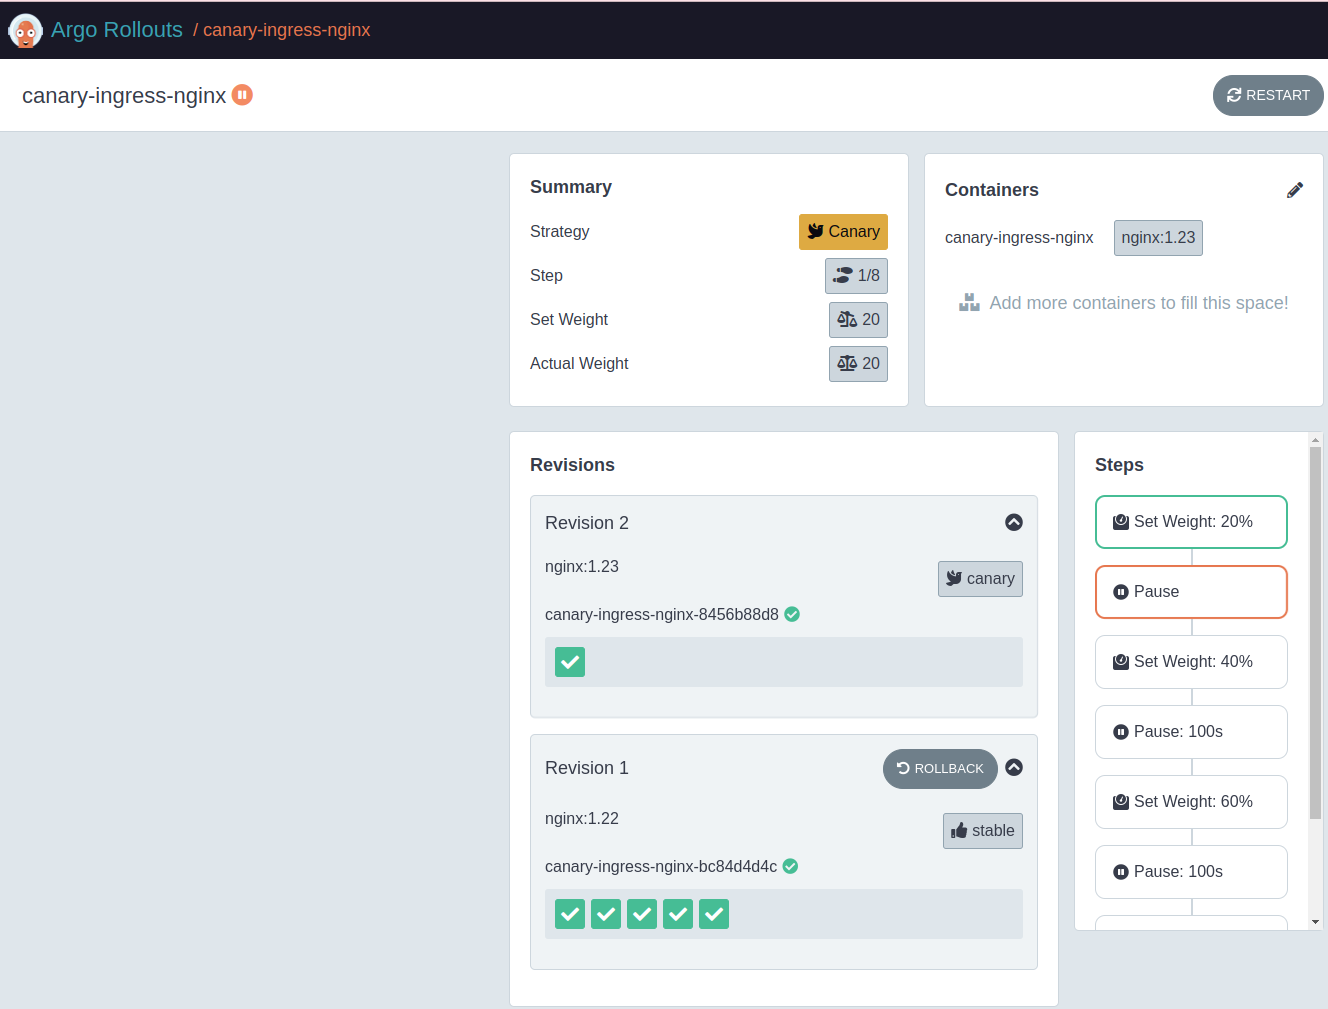 Argo Rollouts / canary-ingress-nginx
canary-ingress-nginx
RESTART
Summary
Strategy
Canary
Step
1/8
Set Weight
20
Actual Weight
20
Containers
canary-ingress-nginx
nginx:1.23
Add more containers to fill this space!
Revisions
Revision 2
nginx:1.23
canary
canary-ingress-nginx-8456b88d8
Revision 1
ROLLBACK
nginx:1.22
stable
canary-ingress-nginx-bc84d4d4c
Steps
Set Weight: 20%
Pause
Set Weight: 40%
Pause: 100s
Set Weight: 60%
Pause: 100s